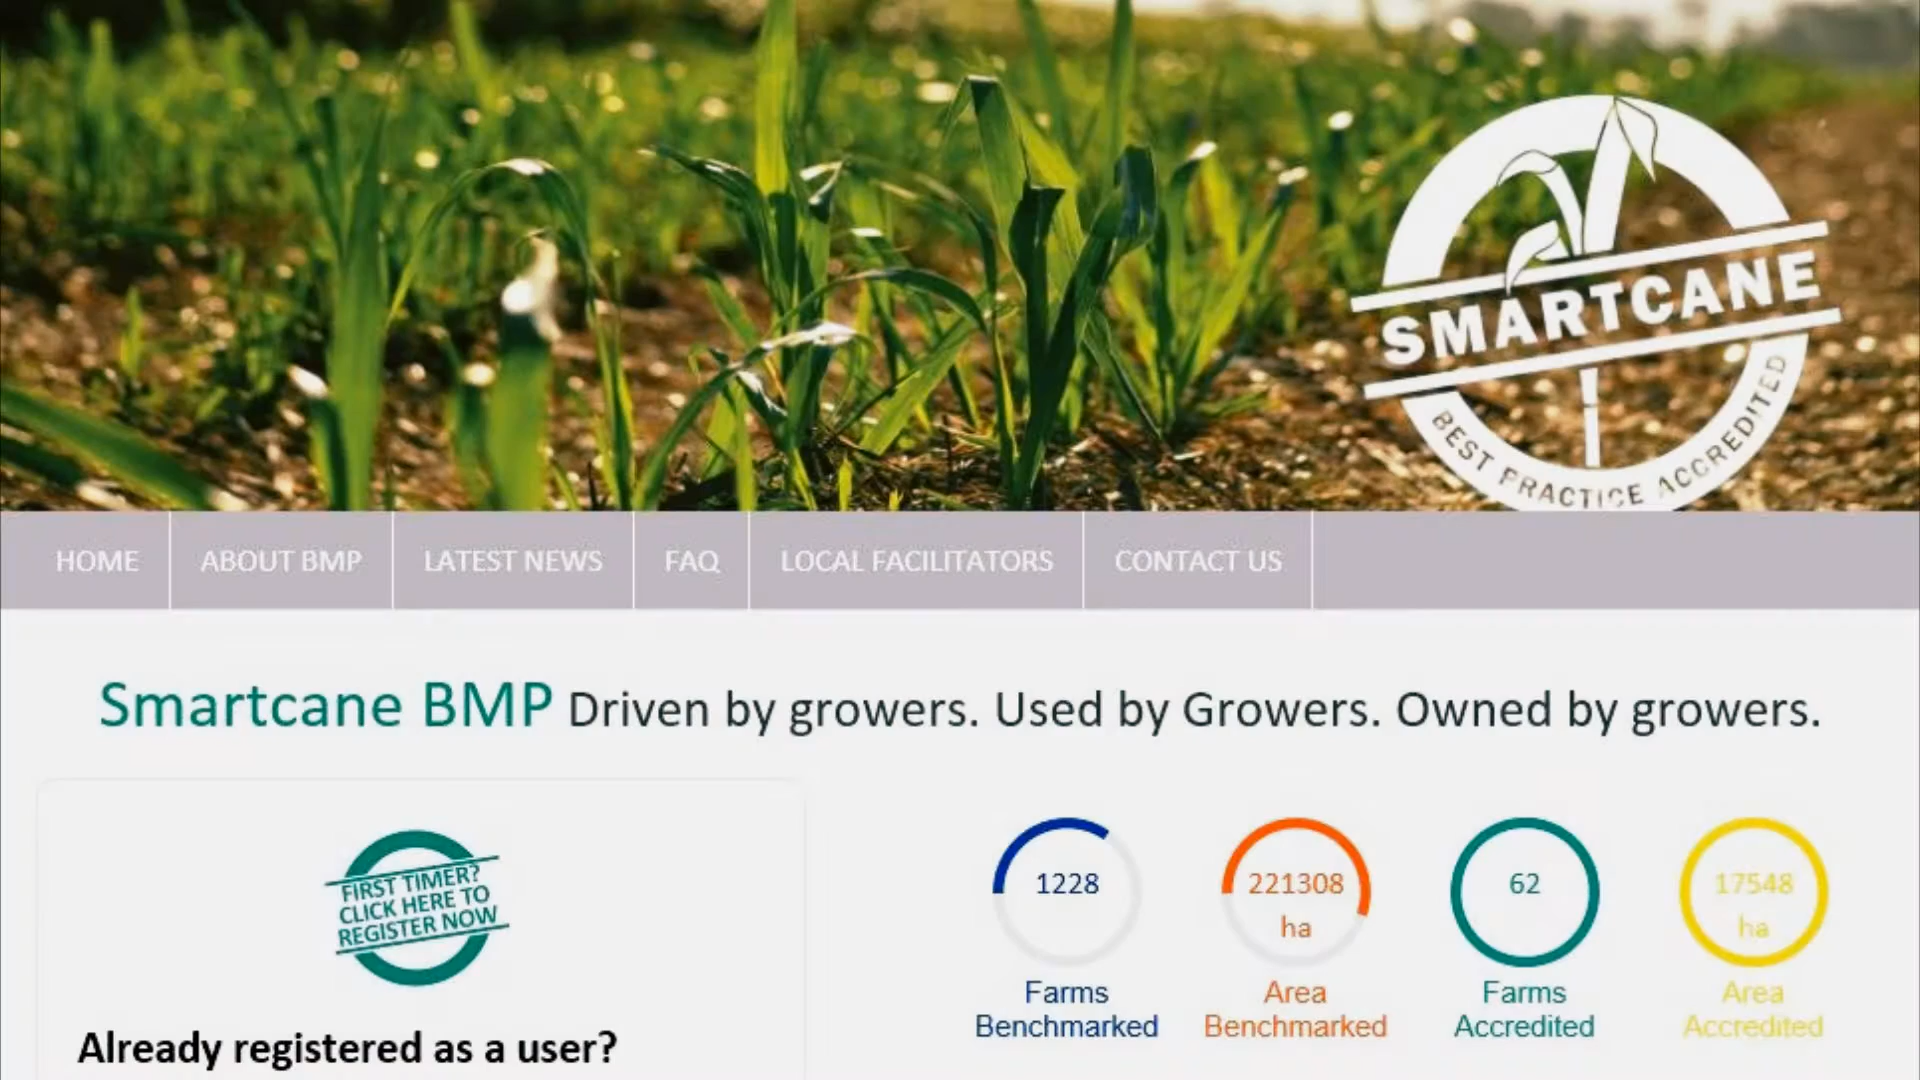 SMARTCANE
BEST PRACTICE ACCREDITED
HOME
ABOUT BMP
LATEST NEWS
FAQ
LOCAL FACILITATORS
CONTACT US
Smartcane BMP Driven by growers. Used by Growers. Owned by growers.
FIRST TIMER?
CLICK HERE TO
REGISTER NOW
Already registered as a user?
1228
Farms
Benchmarked
221308
ha
Area
Benchmarked
62
Farms
Accredited
17548
ha
Area
Accredited